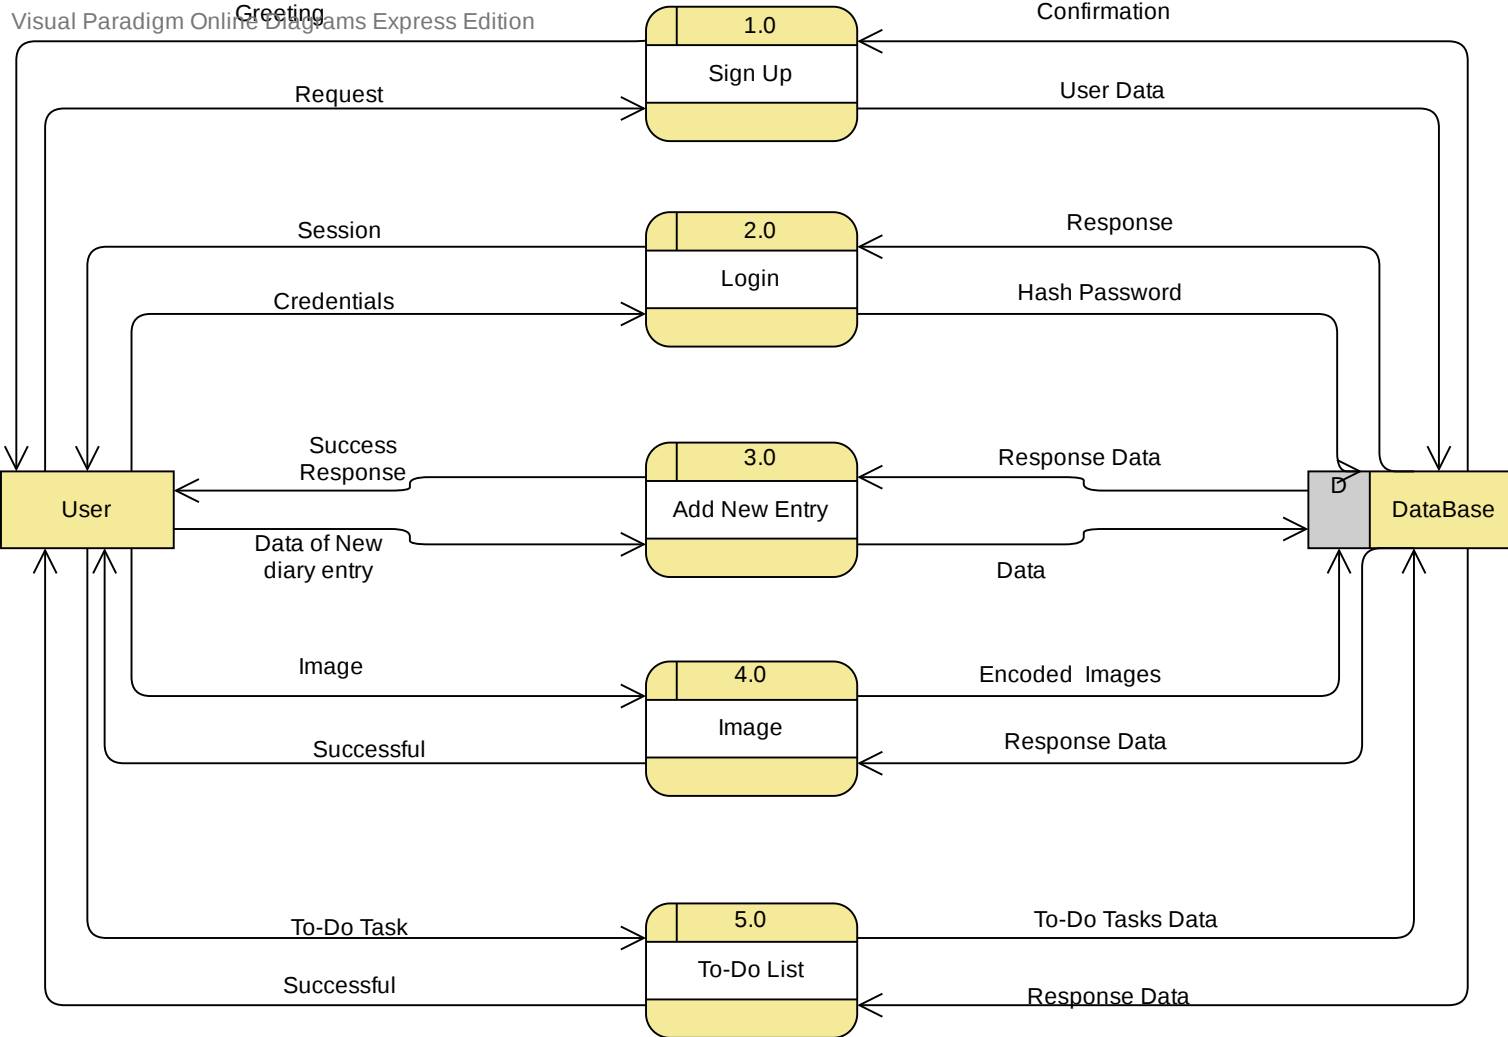 Greeting
Visual Paradigm Online Diagrams Express Edition
1.0
Confirmation
Sign Up
Request
User Data
Session
2.0
Response
Login
Credentials
Hash Password
Success
Response
3.0
Response Data
User
Add New Entry
D
DataBase
Data of New
diary entry
Data
Image
4.0
Encoded  Images
Image
Successful
Response Data
To-Do Task
5.0
To-Do Tasks Data
To-Do List
Successful
Response Data